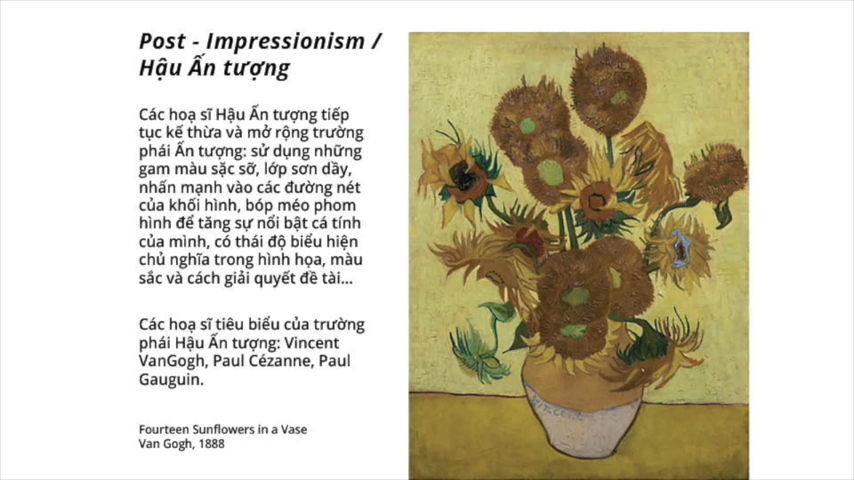 Post - Impressionism /
Hậu Ấn tượng
Các hoạ sĩ Hậu Ấn tượng tiếp
tục kế thừa và mở rộng trường
phái Ấn tượng: sử dụng những
gam màu sặc sỡ, lớp sơn dầy,
nhấn mạnh vào các đường nét
của khối hình, bóp méo phom
hình để tăng sự nổi bật cá tính
của mình, có thái độ biểu hiện
chủ nghĩa trong hình họa, màu
sắc và cách giải quyết đề tài...
Các hoạ sĩ tiêu biểu của trường
phái Hậu Ấn tượng: Vincent
VanGogh, Paul Cézanne, Paul
Gauguin.
Fourteen Sunflowers in a Vase
Van Gogh, 1888
Vincent